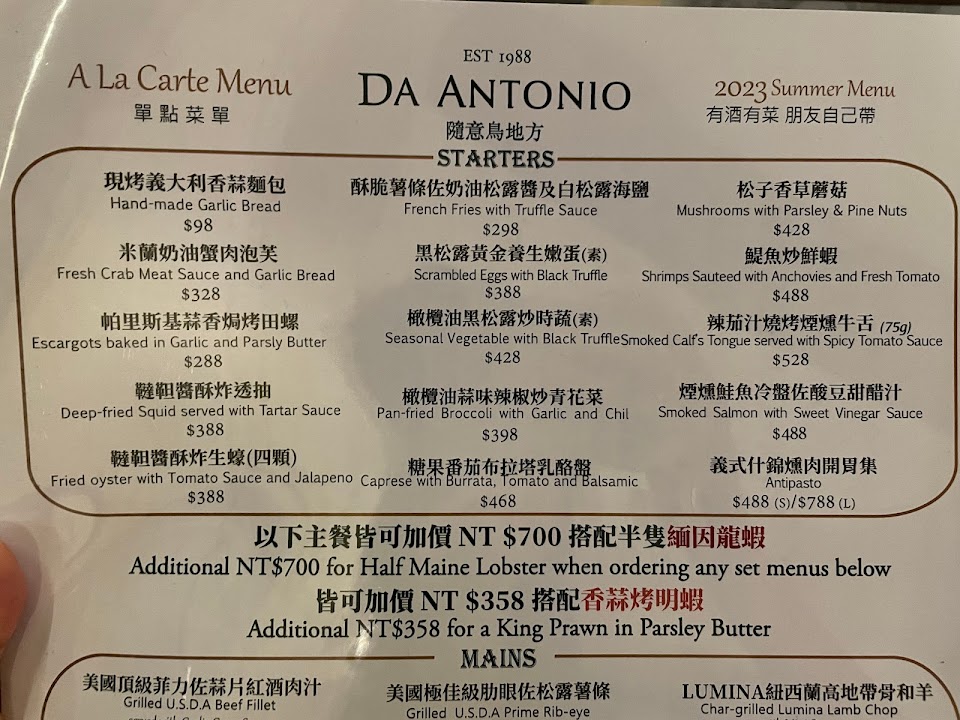 EST 1988
A La Carte Menu
DA ANTONIO
2023 Summer Menu
單點菜單
隨意鳥地方
有酒有菜 朋友自己帶
STARTERS
現烤義大利香蒜麵包
Hand-made Garlic Bread
$98
米蘭奶油蟹肉泡芙
Fresh Crab Meat Sauce and Garlic Bread
$328
帕里斯基蒜香焗烤田螺
Escargots baked in Garlic and Parsly Butter
$288
韃靼醬酥炸透抽
Deep-fried Squid served with Tartar Sauce
$388
韃靼醬酥炸生蠔(四顆)
Fried oyster with Tomato Sauce and Jalapeno
$388
酥脆薯條佐奶油松露醬及白松露海鹽
French Fries with Truffle Sauce
$298
黑松露黃金養生嫩蛋(素)
Scrambled Eggs with Black Truffle
$388
橄欖油黑松露炒時蔬(素)
Seasonal Vegetable with Black Truffle
$428
橄欖油蒜味辣椒炒青花菜
Pan-fried Broccoli with Garlic and Chil
$398
糖果番茄布拉塔乳酪盤
Caprese with Burrata, Tomato and Balsamic
$468
松子香草蘑菇
Mushrooms with Parsley & Pine Nuts
$428
鯷魚炒鮮蝦
Shrimps Sauteed with Anchovies and Fresh Tomato
$488
辣茄汁燒烤煙燻牛舌 (75g)
Smoked Calf's Tongue served with Spicy Tomato Sauce
$528
煙燻鮭魚冷盤佐酸豆甜醋汁
Smoked Salmon with Sweet Vinegar Sauce
$488
義式什錦燻肉開胃集
Antipasto
$488 (S)/$788 (L)
以下主餐皆可加價 NT $700 搭配半隻緬因龍蝦
Additional NT$700 for Half Maine Lobster when ordering any set menus below
皆可加價 NT $358 搭配香蒜烤明蝦
Additional NT$358 for a King Prawn in Parsley Butter
MAINS
美國頂級菲力佐蒜片紅酒肉汁
Grilled U.S.D.A Beef Fillet
美國極佳級肋眼佐松露薯條
Grilled U.S.D.A Prime Rib-eye
LUMINA紐西蘭高地帶骨和羊
Char-grilled Lumina Lamb Chop